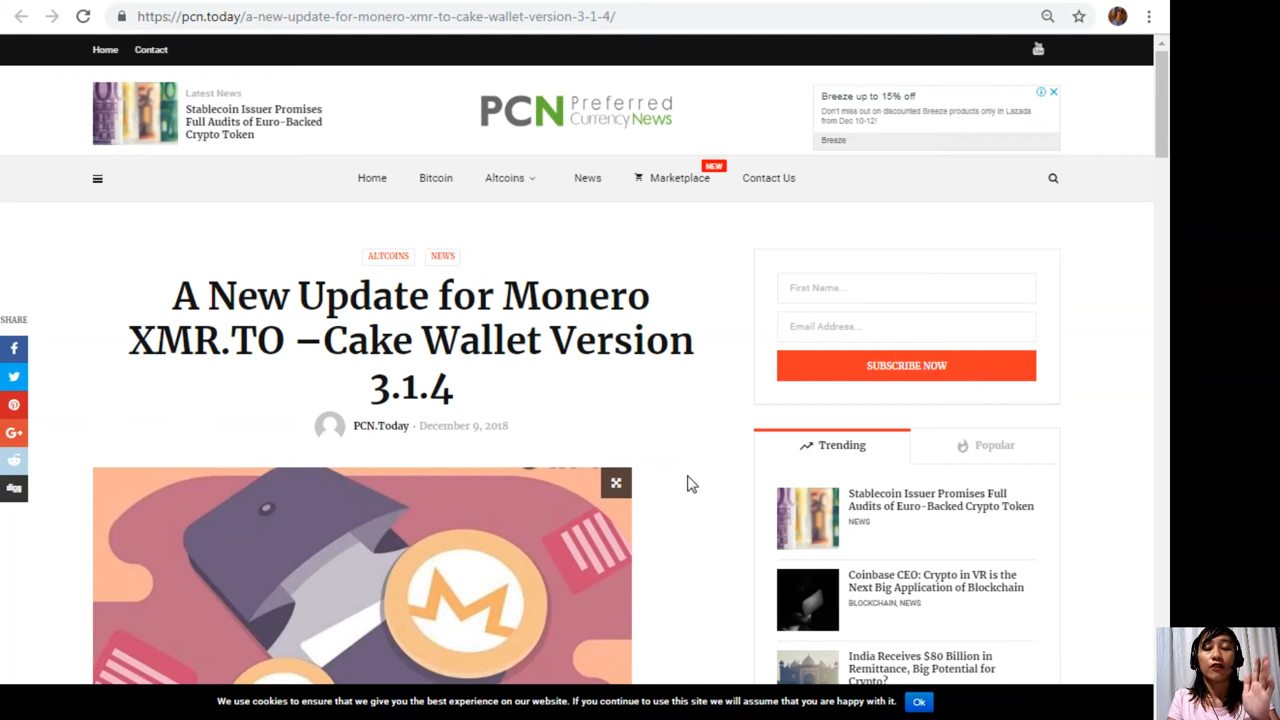 https://pcn.today/a-new-update-for-monero-xmr-to-cake-wallet-version-3-1-4/
Home
Contact
Latest News
Stablecoin Issuer Promises
Full Audits of Euro-Backed
Crypto Token
PCN Preferred
Currency News
Breeze up to 15% off
Don't miss out on discounted Breeze products only in Lazada
from Dec 10-12!
Breeze
Home
Bitcoin
Altcoins
News
Marketplace
NEW
Contact Us
ALTCOINS
NEWS
A New Update for Monero
XMR.TO –Cake Wallet Version
3.1.4
PCN.Today - December 9, 2018
SHARE
digg
First Name...
Email Address...
SUBSCRIBE NOW
Trending
Popular
Stablecoin Issuer Promises Full
Audits of Euro-Backed Crypto Token
NEWS
Coinbase CEO: Crypto in VR is the
Next Big Application of Blockchain
BLOCKCHAIN, NEWS
India Receives $80 Billion in
Remittance, Big Potential for
Crypto?
We use cookies to ensure that we give you the best experience on our website. If you continue to use this site we will assume that you are happy with it.
Ok